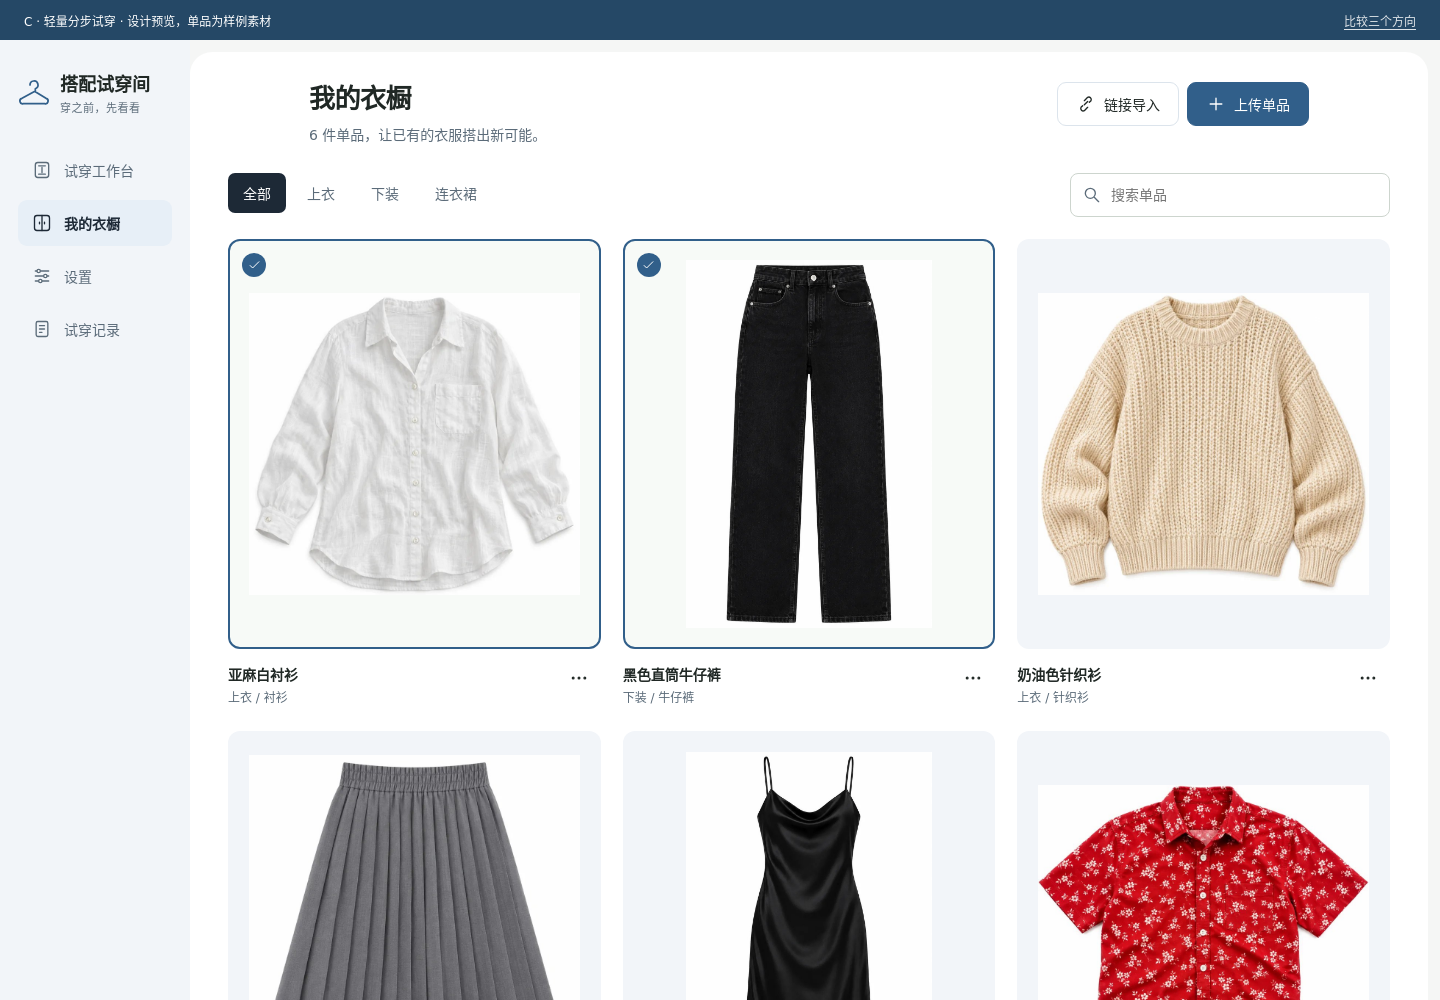 C · 轻量分步试穿 · 设计预览，单品为样例素材
比较三个方向
搭配试穿间
穿之前，先看看
试穿工作台
我的衣橱
设置
试穿记录
我的衣橱
6 件单品，让已有的衣服搭出新可能。
链接导入
上传单品
全部
上衣
下装
连衣裙
搜索单品
亚麻白衬衫
上衣 / 衬衫
黑色直筒牛仔裤
下装 / 牛仔裤
奶油色针织衫
上衣 / 针织衫